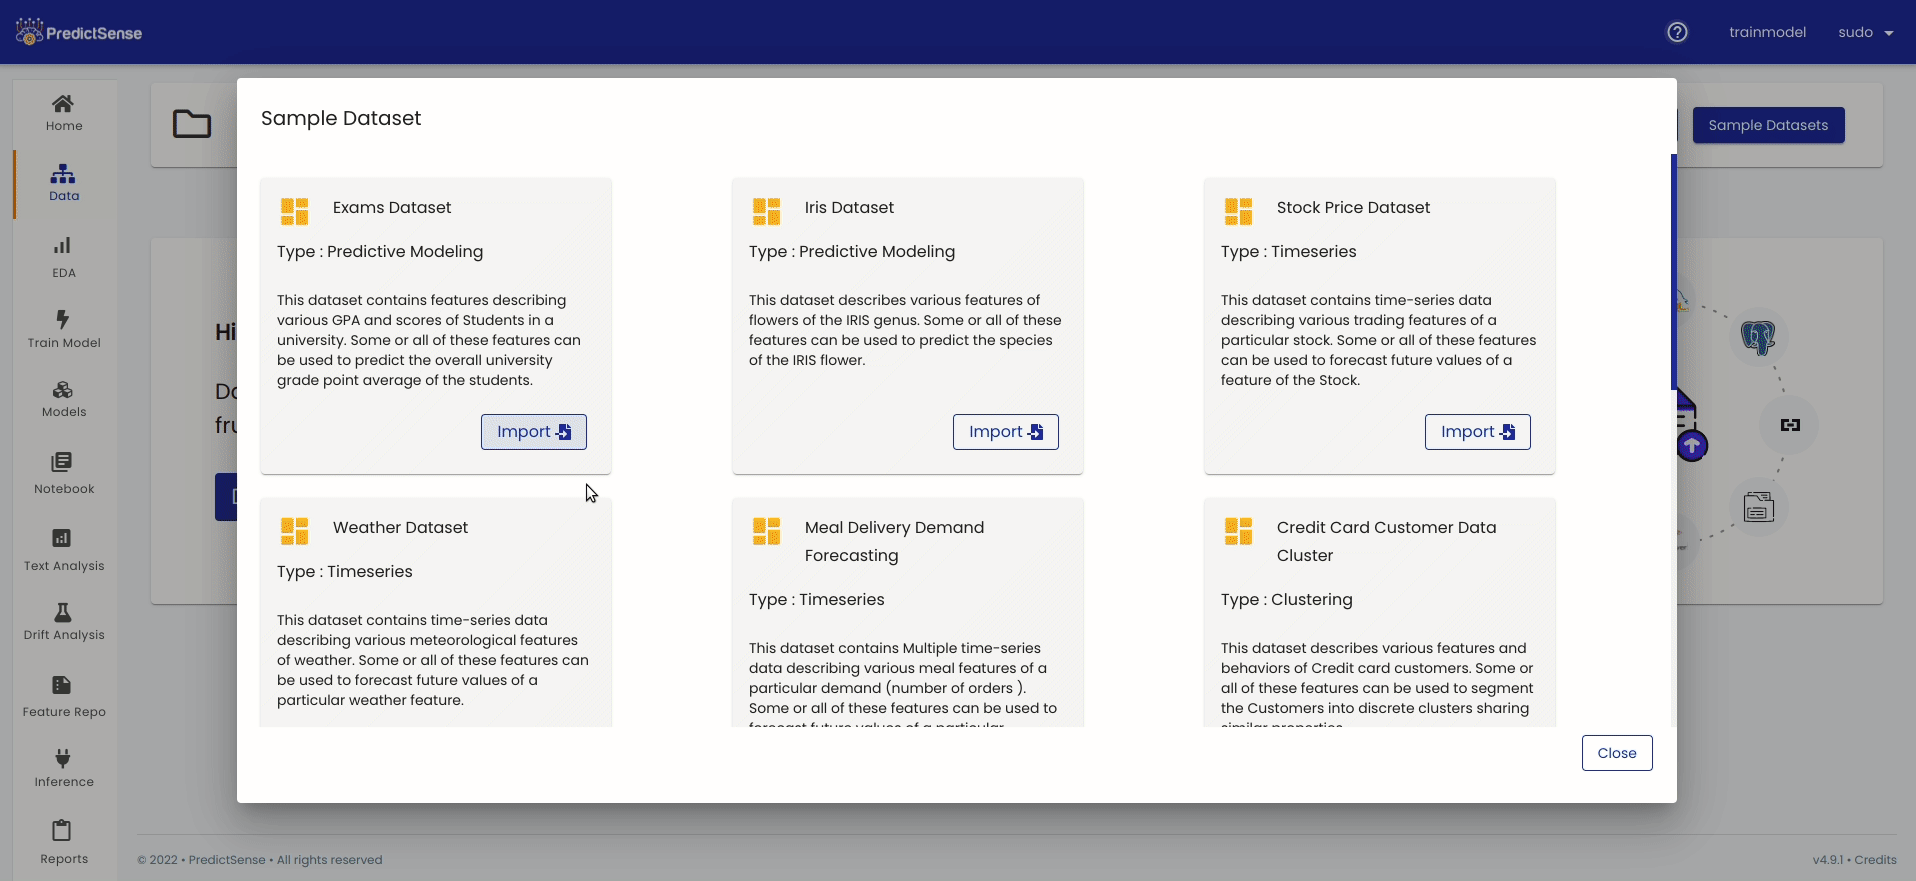 PredictSense
trainmodel
sudo
Home
Data
EDA
Train Model
Models
Notebook
Text Analysis
Drift Analysis
Feature Repo
Inference
Reports
Sample Datasets
Hi
fru
Sample Dataset
Exams Dataset
Type : Predictive Modeling
This dataset contains features describing
various GPA and scores of Students in a
university. Some or all of these features can
be used to predict the overall university
grade point average of the students.
Import
Iris Dataset
Type : Predictive Modeling
This dataset describes various features of
flowers of the IRIS genus. Some or all of these
features can be used to predict the species
of the IRIS flower.
Import
Stock Price Dataset
Type : Timeseries
This dataset contains time-series data
describing various trading features of a
particular stock. Some or all of these features
can be used to forecast future values of a
feature of the Stock.
Import
Weather Dataset
Type : Timeseries
This dataset contains time-series data
describing various meteorological features
of weather. Some or all of these features can
be used to forecast future values of a
particular weather feature.
Meal Delivery Demand
Forecasting
Type : Timeseries
This dataset contains Multiple time-series
data describing various meal features of a
particular demand (number of orders ).
Some or all of these features can be used to
forecast future values of a particular
Credit Card Customer Data
Cluster
Type : Clustering
This dataset describes various features and
behaviors of Credit card customers. Some or
all of these features can be used to segment
the Customers into discrete clusters sharing
similar properties.
Close
© 2022 • PredictSense • All rights reserved
v4.9.1 • Credits